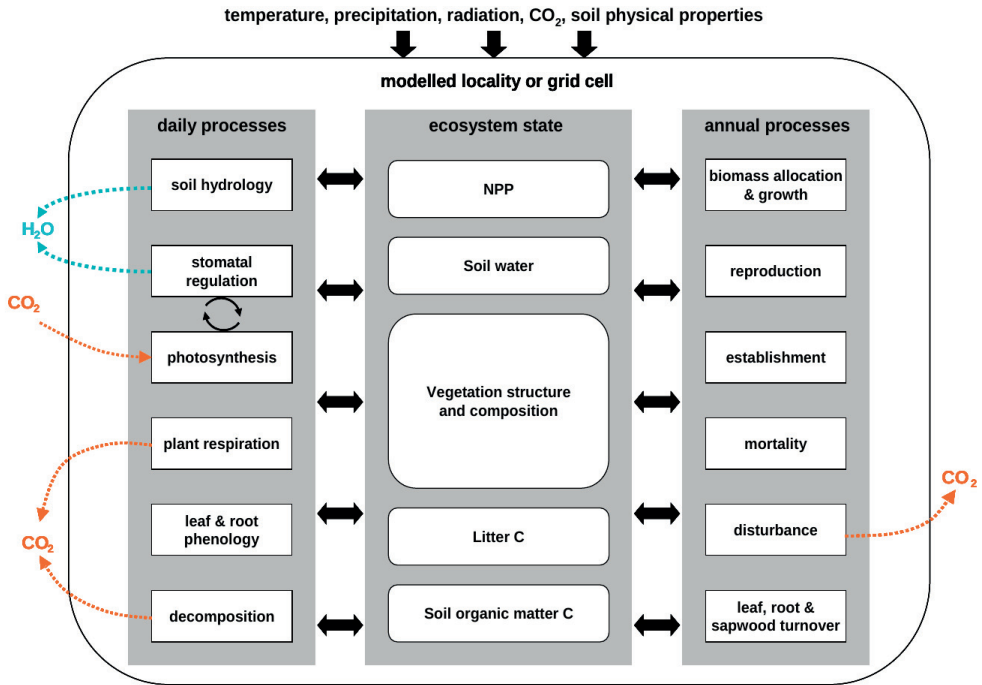 temperature, precipitation, radiation, CO₂, soil physical properties
modelled locality or grid cell
daily processes
soil hydrology
H₂O
stomatal
regulation
CO₂
photosynthesis
plant respiration
leaf & root
phenology
CO₂
decomposition
ecosystem state
NPP
Soil water
Vegetation structure
and composition
Litter C
Soil organic matter C
annual processes
biomass allocation
& growth
reproduction
establishment
mortality
CO₂
disturbance
leaf, root &
sapwood turnover